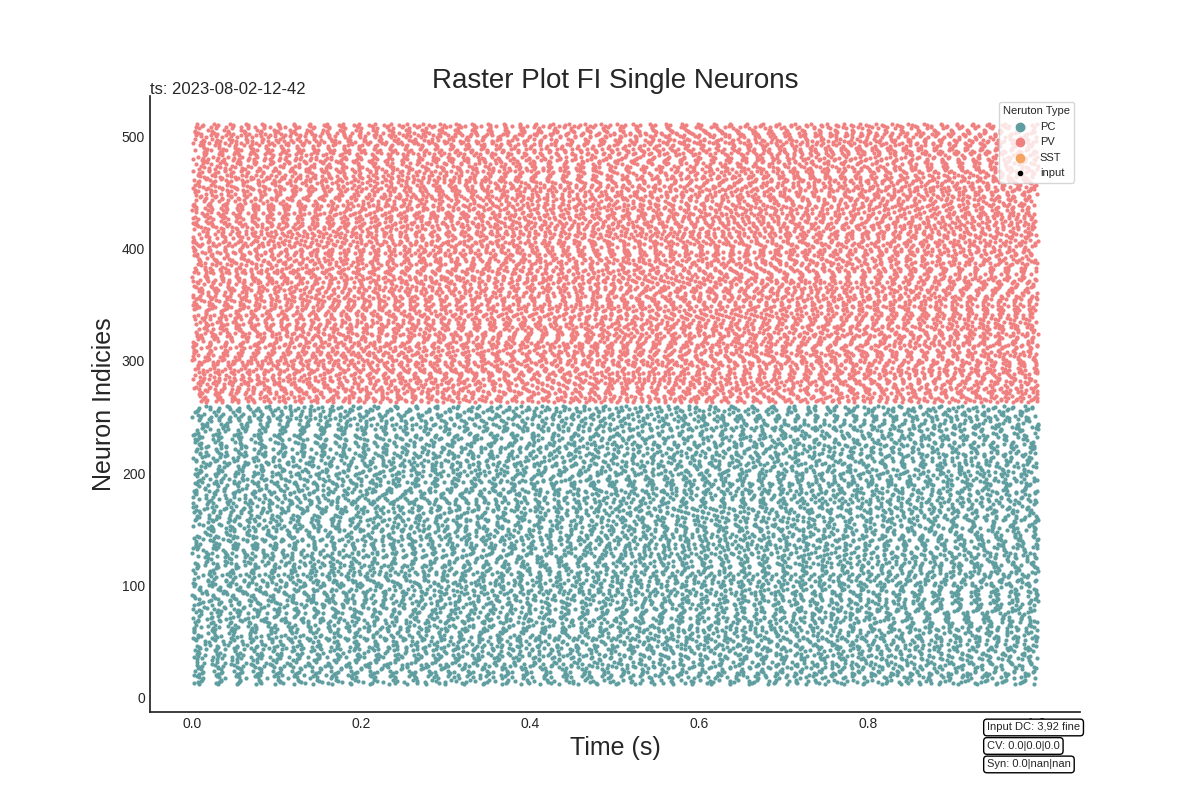 Raster Plot FI Single Neurons
ts: 2023-08-02-12-42
Neruton Type
PC
PV
SST
input
Neuron Indicies
500
400
300
200
100
0
0.0 0.2 0.4 0.6 0.8
Time (s)
Input DC: 3,92 fine
CV: 0.0|0.0|0.0
Syn: 0.0|nan|nan